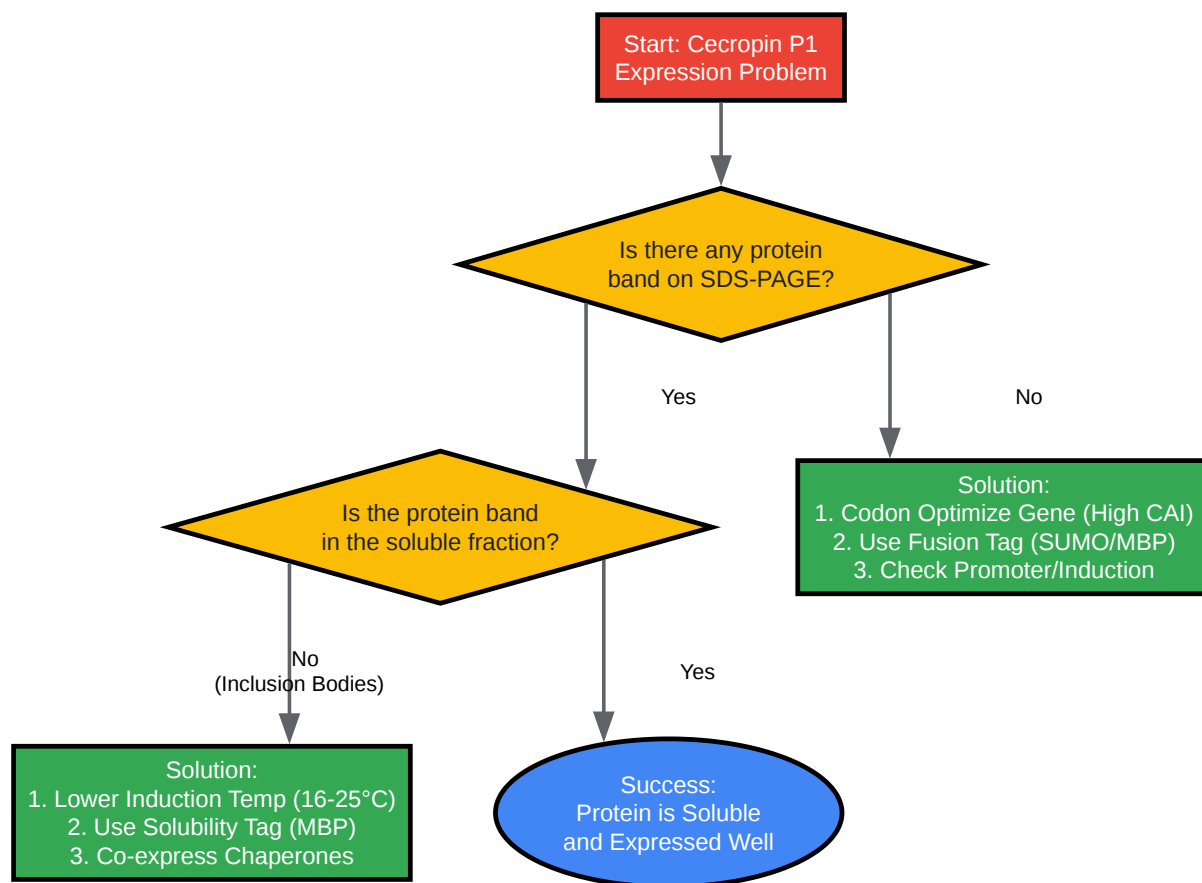 Start: Cecropin P1
Expression Problem
Is there any protein
band on SDS-PAGE?
Yes
No
Is the protein band
in the soluble fraction?
Solution:
1. Codon Optimize Gene (High CAI)
2. Use Fusion Tag (SUMO/MBP)
3. Check Promoter/Induction
No
(Inclusion Bodies)
Yes
Solution:
1. Lower Induction Temp (16-25°C)
2. Use Solubility Tag (MBP)
3. Co-express Chaperones
Success:
Protein is Soluble
and Expressed Well